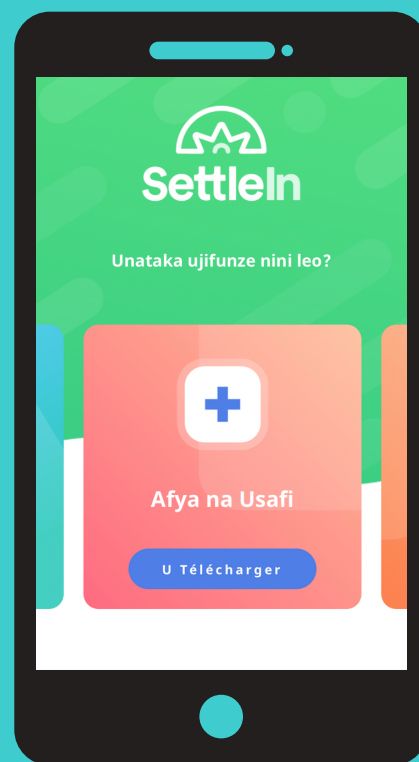 SettleIn
Unataka ujifunze nini leo?
Afya na Usafi
U Télécharger